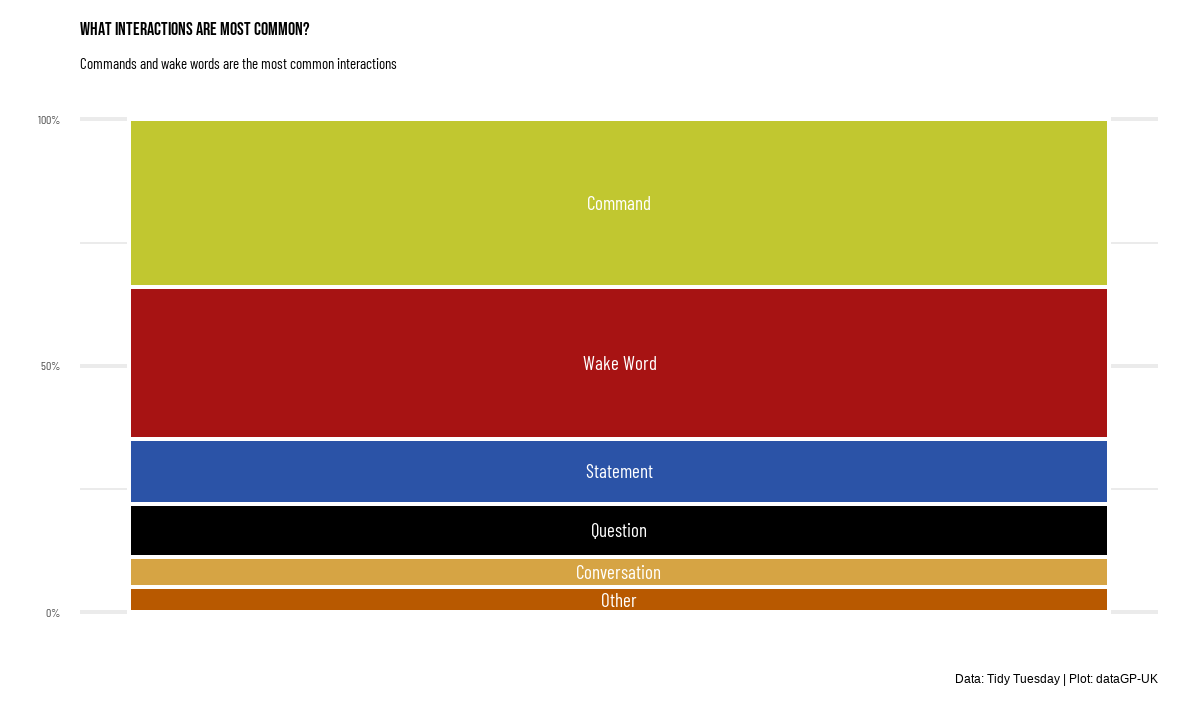 WHAT INTERACTIONS ARE MOST COMMON?
Commands and wake words are the most common interactions
100%
Command
Wake Word
50%
Statement
Question
Conversation
Other
0%
Data: Tidy Tuesday | Plot: dataGP-UK